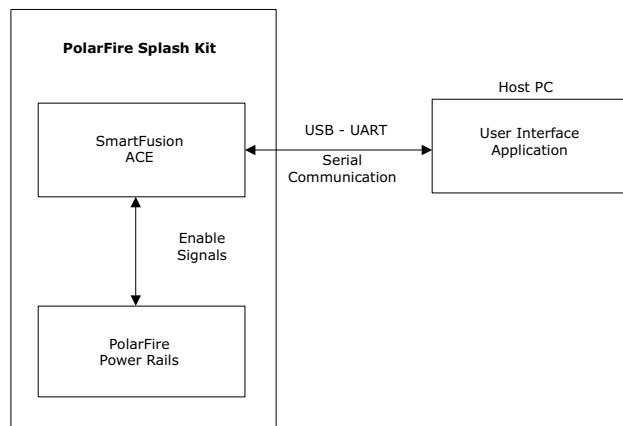 PolarFire Splash Kit
Host PC
SmartFusion
ACE
USB - UART
Serial
Communication
User Interface
Application
Enable
Signals
PolarFire
Power Rails